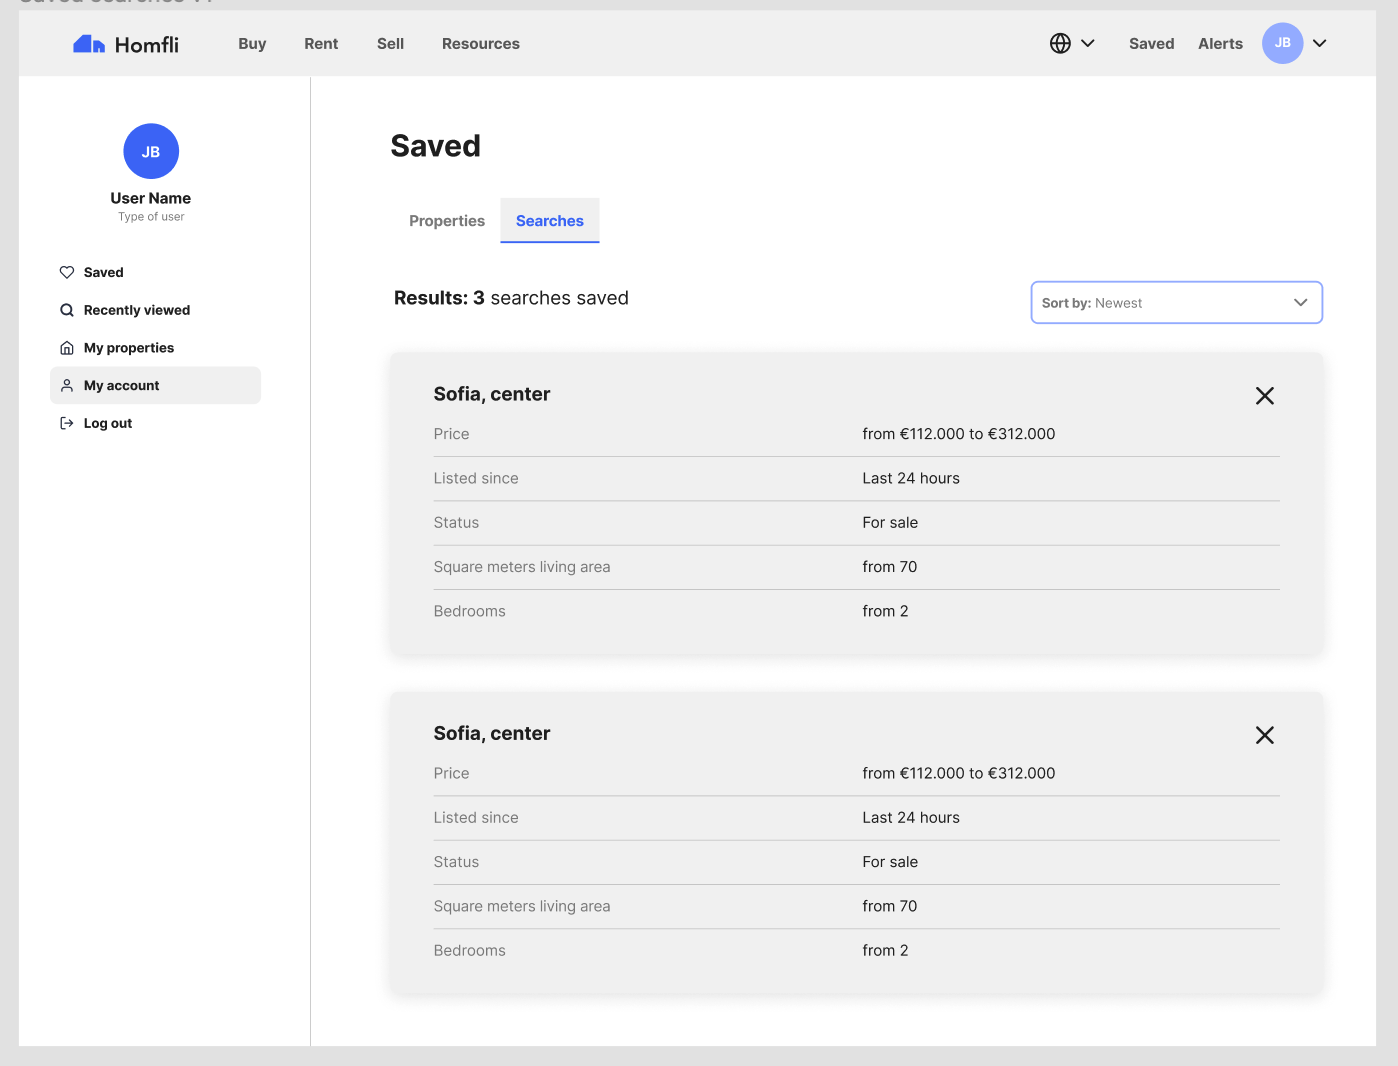 Homfli
Buy Rent Sell Resources
Saved Alerts JB
JB
User Name
Type of user
Saved
Recently viewed
My properties
My account
Log out
Saved
Properties Searches
Results: 3 searches saved
Sort by: Newest
Sofia, center
Price from €112.000 to €312.000
Listed since Last 24 hours
Status For sale
Square meters living area from 70
Bedrooms from 2
Sofia, center
Price from €112.000 to €312.000
Listed since Last 24 hours
Status For sale
Square meters living area from 70
Bedrooms from 2